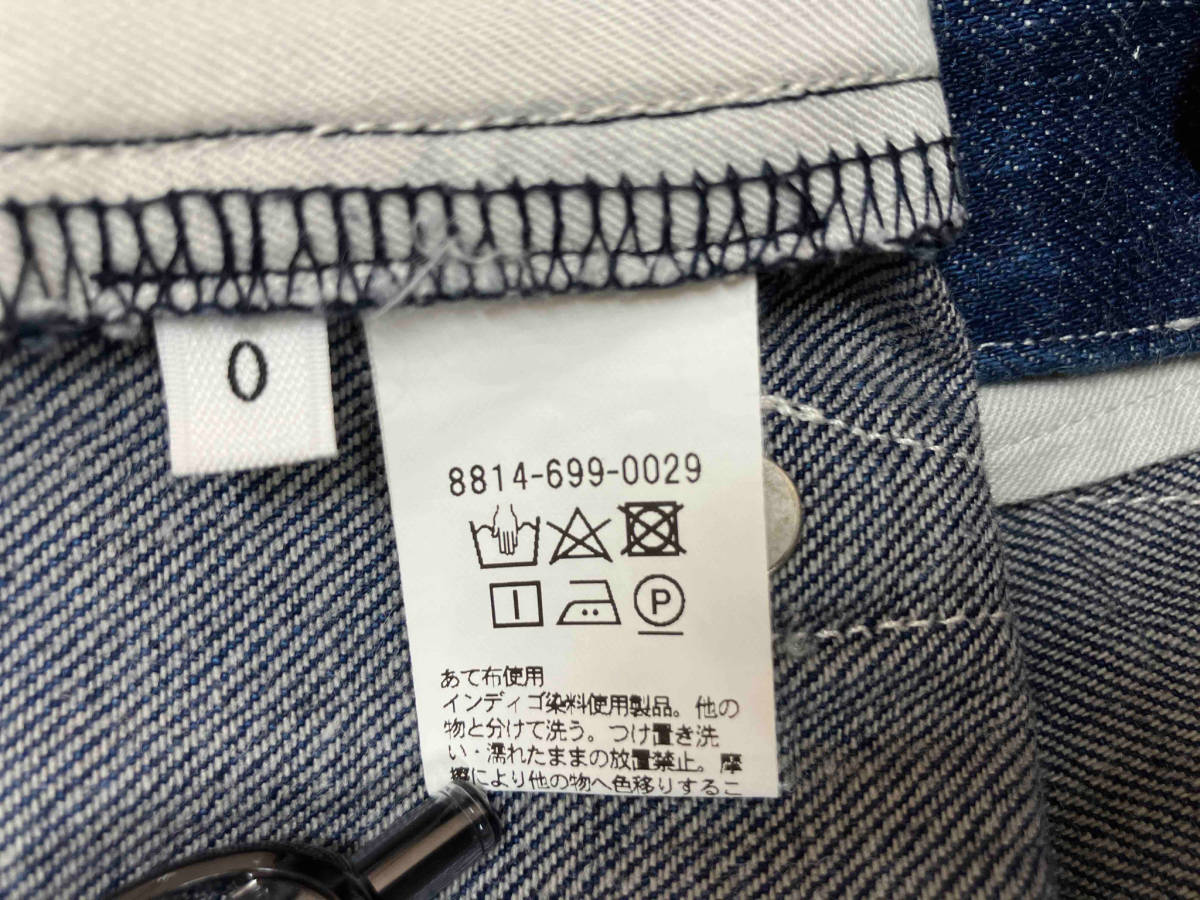 0
8814-699-0029
P
あて布使用
インディゴ染料使用製品。他の
物と分けて洗う。つけ置き洗
い・濡れたままの放置禁止。摩
擦により他の物へ色移りするこ